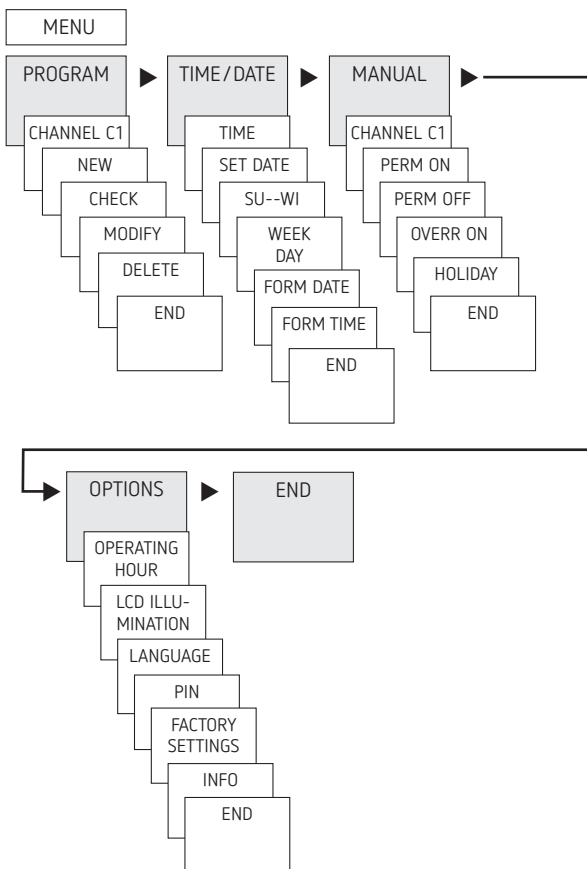 MENU
PROGRAM
CHANNEL C1
NEW
CHECK
MODIFY
DELETE
END
TIME/DATE
TIME
SET DATE
SU--WI
WEEK
DAY
FORM DATE
FORM TIME
END
MANUAL
CHANNEL C1
PERM ON
PERM OFF
OVERR ON
HOLIDAY
END
OPTIONS
OPERATING
HOUR
LCD ILLU-
MINATION
LANGUAGE
PIN
FACTORY
SETTINGS
INFO
END
END